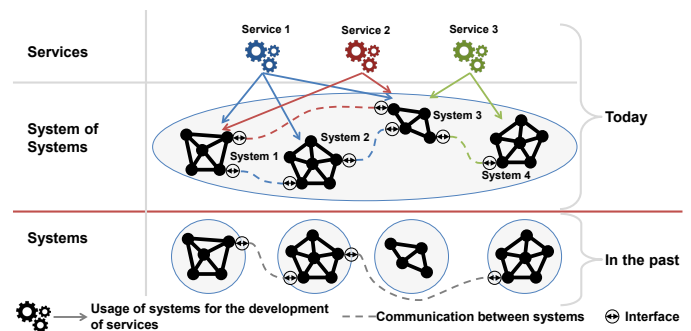 Service 1
Service 2
Service 3
Services
System of
Systems
System 3
System 2
System 1
System 4
Today
Systems
In the past
Usage of systems for the development
of services
Communication between systems
Interface